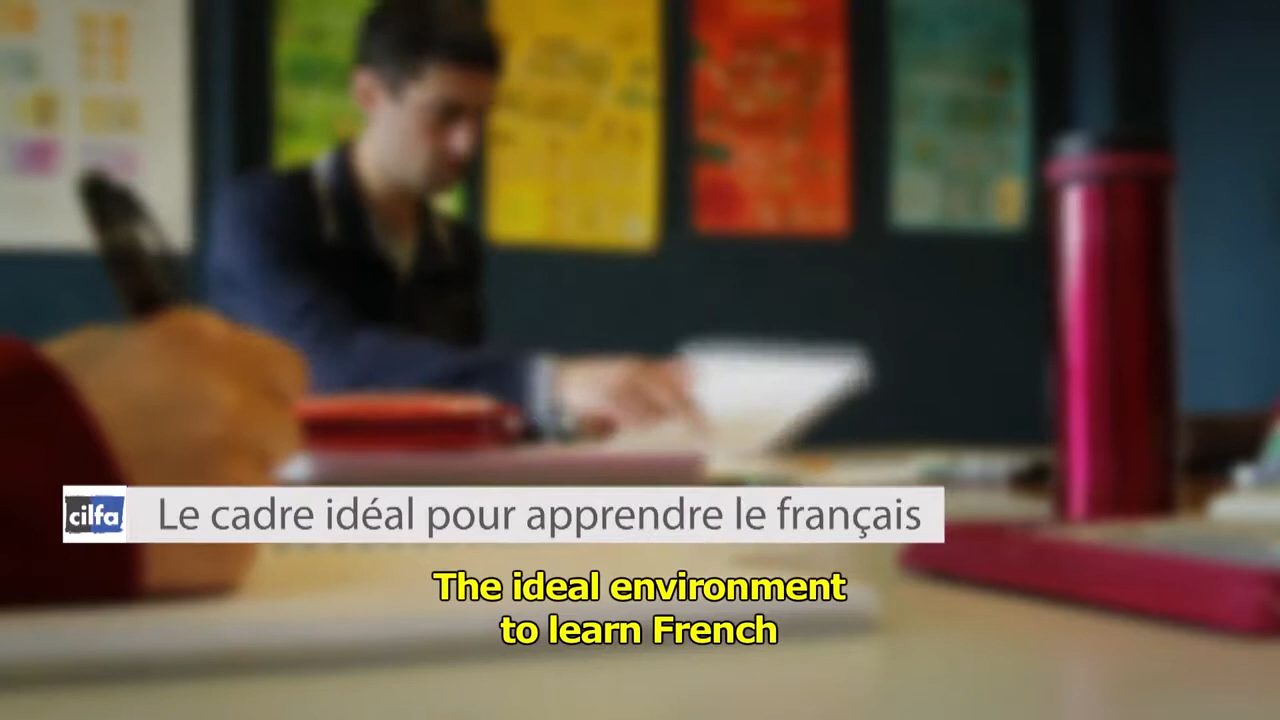 cilfa
Le cadre idéal pour apprendre le français
The ideal environment
to learn French